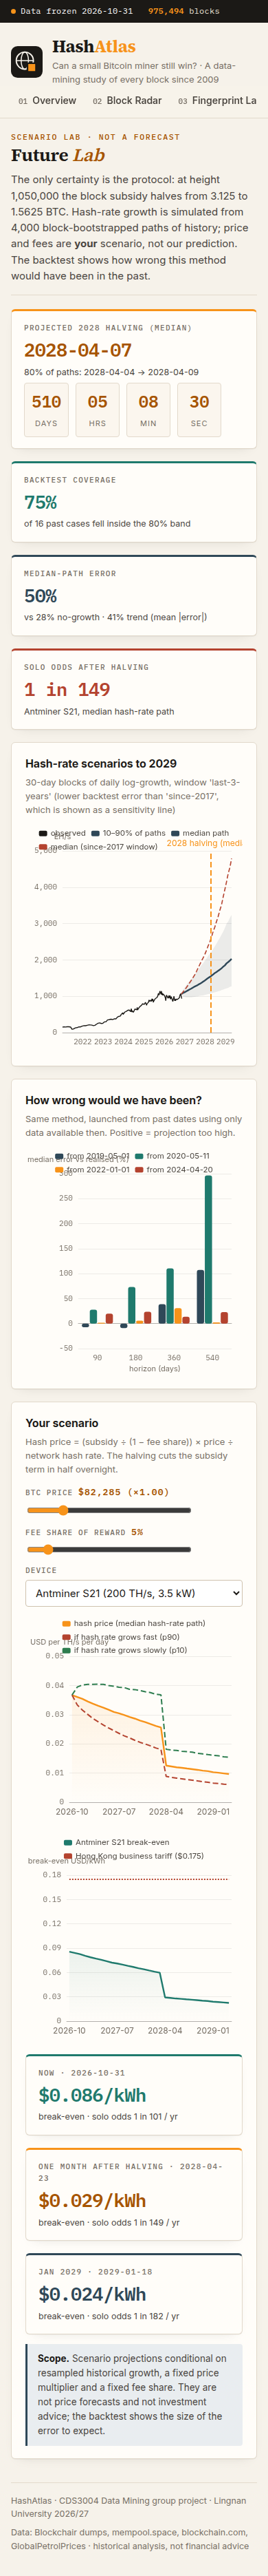 Data frozen 2026-10-31 975,494 blocks
HashAtlas
Can a small Bitcoin miner still win? · A data-
mining study of every block since 2009
01 Overview 02 Block Radar 03 Fingerprint La
SCENARIO LAB · NOT A FORECAST
Future Lab
The only certainty is the protocol: at height
1,050,000 the block subsidy halves from 3.125 to
1.5625 BTC. Hash-rate growth is simulated from
4,000 block-bootstrapped paths of history; price
and fees are your scenario, not our prediction.
The backtest shows how wrong this method
would have been in the past.
PROJECTED 2028 HALVING (MEDIAN)
2028-04-07
80% of paths: 2028-04-04 → 2028-04-09
510 05 08 30
DAYS HRS MIN SEC
BACKTEST COVERAGE
75%
of 16 past cases fell inside the 80% band
MEDIAN-PATH ERROR
50%
vs 28% no-growth · 41% trend (mean |error|)
SOLO ODDS AFTER HALVING
1 in 149
Antminer S21, median hash-rate path
Hash-rate scenarios to 2029
30-day blocks of daily log-growth, window 'last-3-
years' (lower backtest error than 'since-2017',
which is shown as a sensitivity line)
observed 10–90% of paths median path
median (since-2017 window)
EH/s
2028 halving (medi
5,000
4,000
3,000
2,000
1,000
0
2022 2023 2024 2025 2026 2027 2028 2029
How wrong would we have been?
Same method, launched from past dates using only
data available then. Positive = projection too high.
from 2019-05-01 from 2020-05-11
from 2022-01-01 from 2024-04-20
median error vs realised (%)
300
250
200
150
100
50
0
-50
90 180 360 540
horizon (days)
Your scenario
Hash price = (subsidy ÷ (1 − fee share)) × price ÷
network hash rate. The halving cuts the subsidy
term in half overnight.
BTC PRICE $82,285 (×1.00)
FEE SHARE OF REWARD 5%
DEVICE
Antminer S21 (200 TH/s, 3.5 kW)
hash price (median hash-rate path)
if hash rate grows fast (p90)
if hash rate grows slowly (p10)
USD per TH/s per day
0.05
0.04
0.03
0.02
0.01
0
2026-10 2027-07 2028-04 2029-01
Antminer S21 break-even
Hong Kong business tariff ($0.175)
break-even USD/kWh
0.18
0.15
0.12
0.09
0.06
0.03
0
2026-10 2027-07 2028-04 2029-01
NOW · 2026-10-31
$0.086/kWh
break-even · solo odds 1 in 101 / yr
ONE MONTH AFTER HALVING · 2028-04-
23
$0.029/kWh
break-even · solo odds 1 in 149 / yr
JAN 2029 · 2029-01-18
$0.024/kWh
break-even · solo odds 1 in 182 / yr
Scope. Scenario projections conditional on
resampled historical growth, a fixed price
multiplier and a fixed fee share. They are
not price forecasts and not investment
advice; the backtest shows the size of the
error to expect.
HashAtlas · CDS3004 Data Mining group project · Lingnan
University 2026/27
Data: Blockchair dumps, mempool.space, blockchain.com,
GlobalPetrolPrices · historical analysis, not financial advice